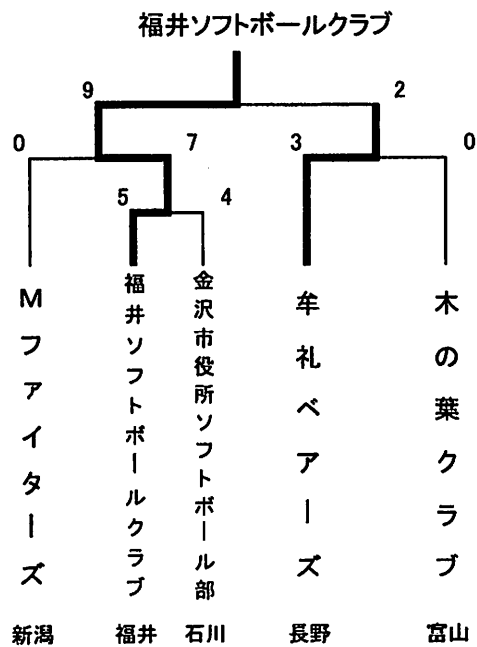 福井ソフトボールクラブ
9
2
0
7
3
0
5
4
Mファイターズ
福井ソフトボールクラブ
金沢市役所ソフトボール部
牟礼ベアーズ
木の葉クラブ
新潟
福井
石川
長野
富山